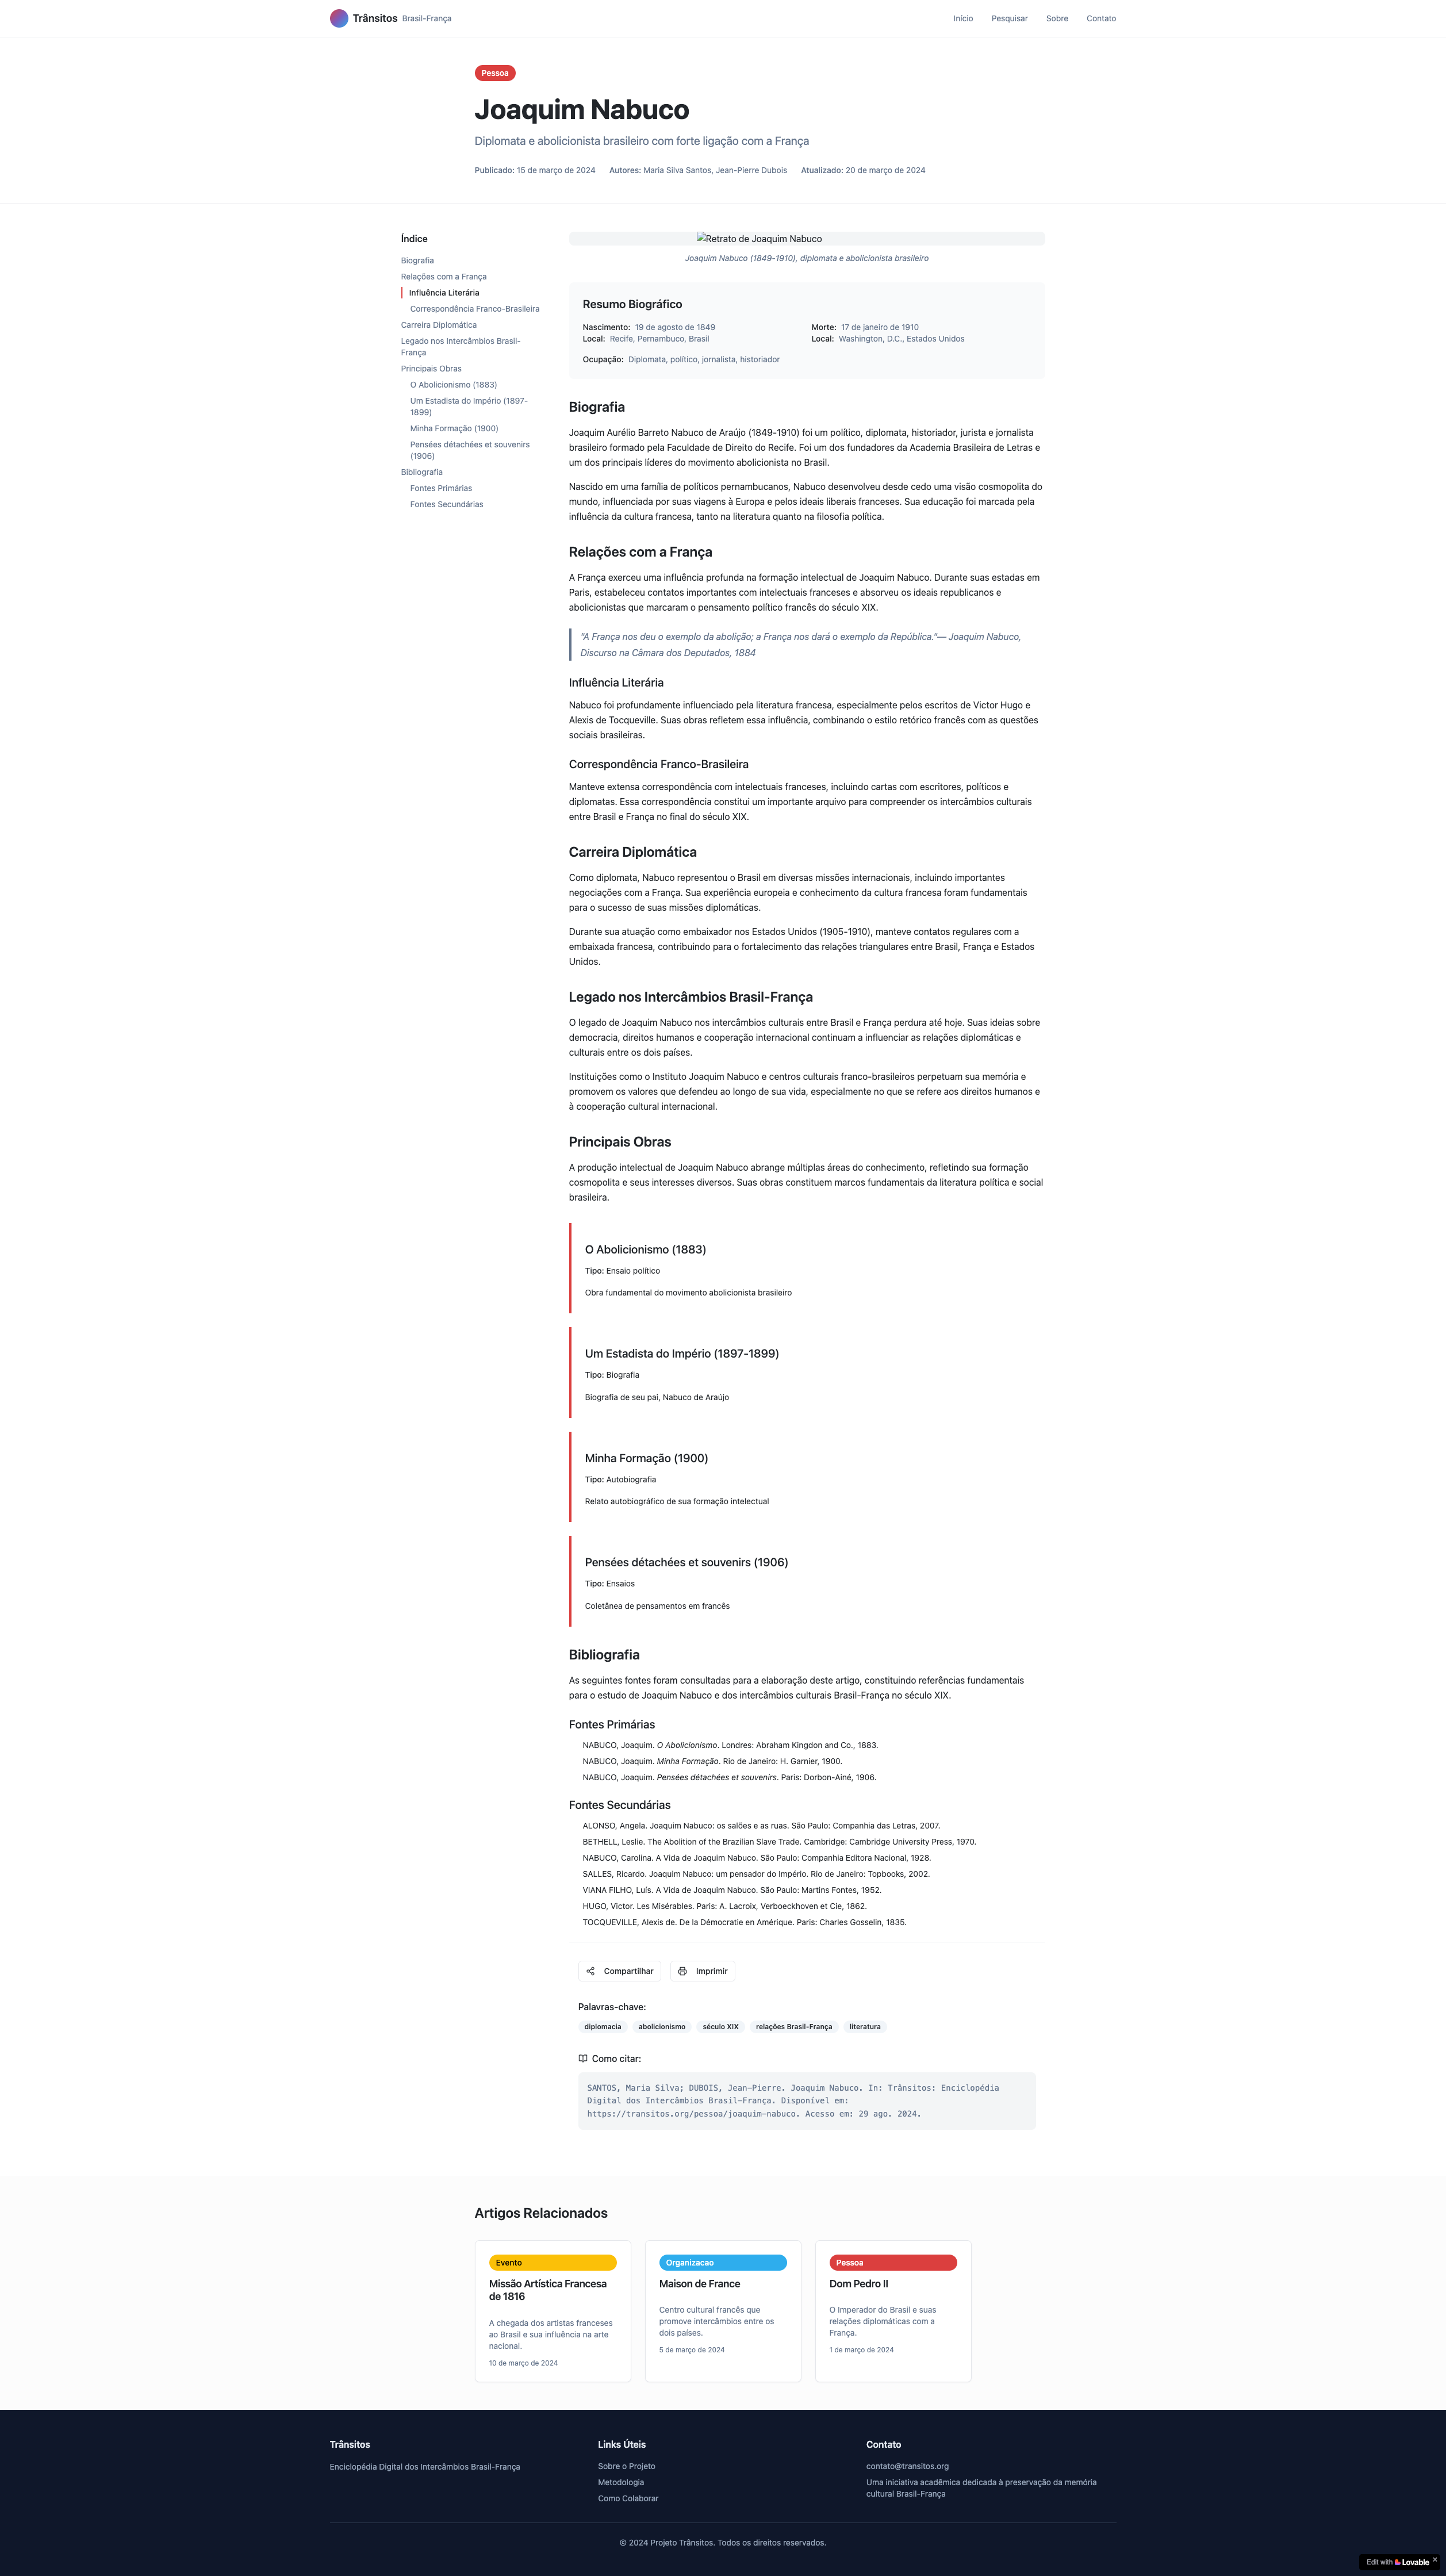 Trânsitos Brasil-França
Início Pesquisar Sobre Contato
Pessoa
Joaquim Nabuco
Diplomata e abolicionista brasileiro com forte ligação com a França
Publicado: 15 de março de 2024 Autores: Maria Silva Santos, Jean-Pierre Dubois Atualizado: 20 de março de 2024
Índice
Biografia
Relações com a França
Influência Literária
Correspondência Franco-Brasileira
Carreira Diplomática
Legado nos Intercâmbios Brasil-
França
Principais Obras
O Abolicionismo (1883)
Um Estadista do Império (1897-
1899)
Minha Formação (1900)
Pensées détachées et souvenirs
(1906)
Bibliografia
Fontes Primárias
Fontes Secundárias
Retrato de Joaquim Nabuco
Joaquim Nabuco (1849-1910), diplomata e abolicionista brasileiro
Resumo Biográfico
Nascimento: 19 de agosto de 1849
Local: Recife, Pernambuco, Brasil
Morte: 17 de janeiro de 1910
Local: Washington, D.C., Estados Unidos
Ocupação: Diplomata, político, jornalista, historiador
Biografia
Joaquim Aurélio Barreto Nabuco de Araújo (1849-1910) foi um político, diplomata, historiador, jurista e jornalista
brasileiro formado pela Faculdade de Direito do Recife. Foi um dos fundadores da Academia Brasileira de Letras e
um dos principais líderes do movimento abolicionista no Brasil.
Nascido em uma família de políticos pernambucanos, Nabuco desenvolveu desde cedo uma visão cosmopolita do
mundo, influenciada por suas viagens à Europa e pelos ideais liberais franceses. Sua educação foi marcada pela
influência da cultura francesa, tanto na literatura quanto na filosofia política.
Relações com a França
A França exerceu uma influência profunda na formação intelectual de Joaquim Nabuco. Durante suas estadas em
Paris, estabeleceu contatos importantes com intelectuais franceses e absorveu os ideais republicanos e
abolicionistas que marcaram o pensamento político francês do século XIX.
"A França nos deu o exemplo da abolição; a França nos dará o exemplo da República."— Joaquim Nabuco,
Discurso na Câmara dos Deputados, 1884
Influência Literária
Nabuco foi profundamente influenciado pela literatura francesa, especialmente pelos escritos de Victor Hugo e
Alexis de Tocqueville. Suas obras refletem essa influência, combinando o estilo retórico francês com as questões
sociais brasileiras.
Correspondência Franco-Brasileira
Manteve extensa correspondência com intelectuais franceses, incluindo cartas com escritores, políticos e
diplomatas. Essa correspondência constitui um importante arquivo para compreender os intercâmbios culturais
entre Brasil e França no final do século XIX.
Carreira Diplomática
Como diplomata, Nabuco representou o Brasil em diversas missões internacionais, incluindo importantes
negociações com a França. Sua experiência europeia e conhecimento da cultura francesa foram fundamentais
para o sucesso de suas missões diplomáticas.
Durante sua atuação como embaixador nos Estados Unidos (1905-1910), manteve contatos regulares com a
embaixada francesa, contribuindo para o fortalecimento das relações triangulares entre Brasil, França e Estados
Unidos.
Legado nos Intercâmbios Brasil-França
O legado de Joaquim Nabuco nos intercâmbios culturais entre Brasil e França perdura até hoje. Suas ideias sobre
democracia, direitos humanos e cooperação internacional continuam a influenciar as relações diplomáticas e
culturais entre os dois países.
Instituições como o Instituto Joaquim Nabuco e centros culturais franco-brasileiros perpetuam sua memória e
promovem os valores que defendeu ao longo de sua vida, especialmente no que se refere aos direitos humanos e
à cooperação cultural internacional.
Principais Obras
A produção intelectual de Joaquim Nabuco abrange múltiplas áreas do conhecimento, refletindo sua formação
cosmopolita e seus interesses diversos. Suas obras constituem marcos fundamentais da literatura política e social
brasileira.
O Abolicionismo (1883)
Tipo: Ensaio político
Obra fundamental do movimento abolicionista brasileiro
Um Estadista do Império (1897-1899)
Tipo: Biografia
Biografia de seu pai, Nabuco de Araújo
Minha Formação (1900)
Tipo: Autobiografia
Relato autobiográfico de sua formação intelectual
Pensées détachées et souvenirs (1906)
Tipo: Ensaios
Coletânea de pensamentos em francês
Bibliografia
As seguintes fontes foram consultadas para a elaboração deste artigo, constituindo referências fundamentais
para o estudo de Joaquim Nabuco e dos intercâmbios culturais Brasil-França no século XIX.
Fontes Primárias
NABUCO, Joaquim. O Abolicionismo. Londres: Abraham Kingdon and Co., 1883.
NABUCO, Joaquim. Minha Formação. Rio de Janeiro: H. Garnier, 1900.
NABUCO, Joaquim. Pensées détachées et souvenirs. Paris: Dorbon-Ainé, 1906.
Fontes Secundárias
ALONSO, Angela. Joaquim Nabuco: os salões e as ruas. São Paulo: Companhia das Letras, 2007.
BETHELL, Leslie. The Abolition of the Brazilian Slave Trade. Cambridge: Cambridge University Press, 1970.
NABUCO, Carolina. A Vida de Joaquim Nabuco. São Paulo: Companhia Editora Nacional, 1928.
SALLES, Ricardo. Joaquim Nabuco: um pensador do Império. Rio de Janeiro: Topbooks, 2002.
VIANA FILHO, Luís. A Vida de Joaquim Nabuco. São Paulo: Martins Fontes, 1952.
HUGO, Victor. Les Misérables. Paris: A. Lacroix, Verboeckhoven et Cie, 1862.
TOCQUEVILLE, Alexis de. De la Démocratie en Amérique. Paris: Charles Gosselin, 1835.
Compartilhar Imprimir
Palavras-chave:
diplomacia abolicionismo século XIX relações Brasil-França literatura
Como citar:
SANTOS, Maria Silva; DUBOIS, Jean-Pierre. Joaquim Nabuco. In: Trânsitos: Enciclopédia
Digital dos Intercâmbios Brasil-França. Disponível em:
https://transitos.org/pessoa/joaquim-nabuco. Acesso em: 29 ago. 2024.
Artigos Relacionados
Evento
Missão Artística Francesa
de 1816
A chegada dos artistas franceses
ao Brasil e sua influência na arte
nacional.
10 de março de 2024
Organizacao
Maison de France
Centro cultural francês que
promove intercâmbios entre os
dois países.
5 de março de 2024
Pessoa
Dom Pedro II
O Imperador do Brasil e suas
relações diplomáticas com a
França.
1 de março de 2024
Trânsitos
Enciclopédia Digital dos Intercâmbios Brasil-França
Links Úteis
Sobre o Projeto
Metodologia
Como Colaborar
Contato
contato@transitos.org
Uma iniciativa acadêmica dedicada à preservação da memória
cultural Brasil-França
© 2024 Projeto Trânsitos. Todos os direitos reservados.
Edit with Lovable ×